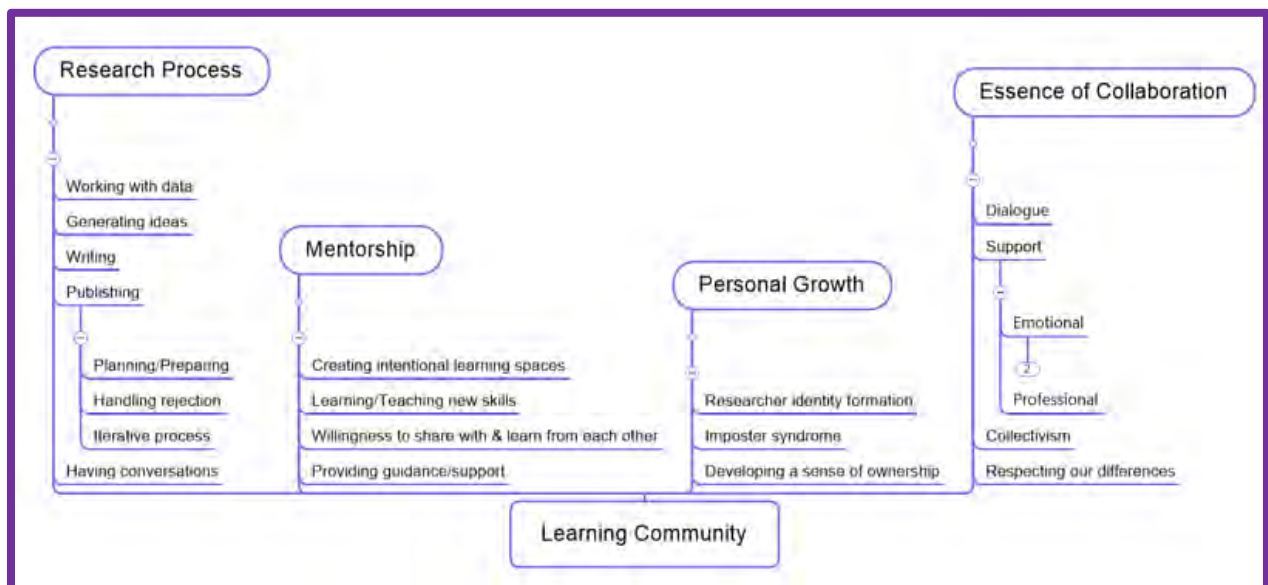 Research Process
Working with data
Generating ideas
Writing
Publishing
Planning/Preparing
Handling rejection
Iterative process
Having conversations
Mentorship
Creating intentional learning spaces
Learning/Teaching new skills
Willingness to share with & learn from each other
Providing guidance/support
Personal Growth
Researcher identity formation
Imposter syndrome
Developing a sense of ownership
Essence of Collaboration
Dialogue
Support
Emotional
2
Professional
Collectivism
Respecting our differences
Learning Community